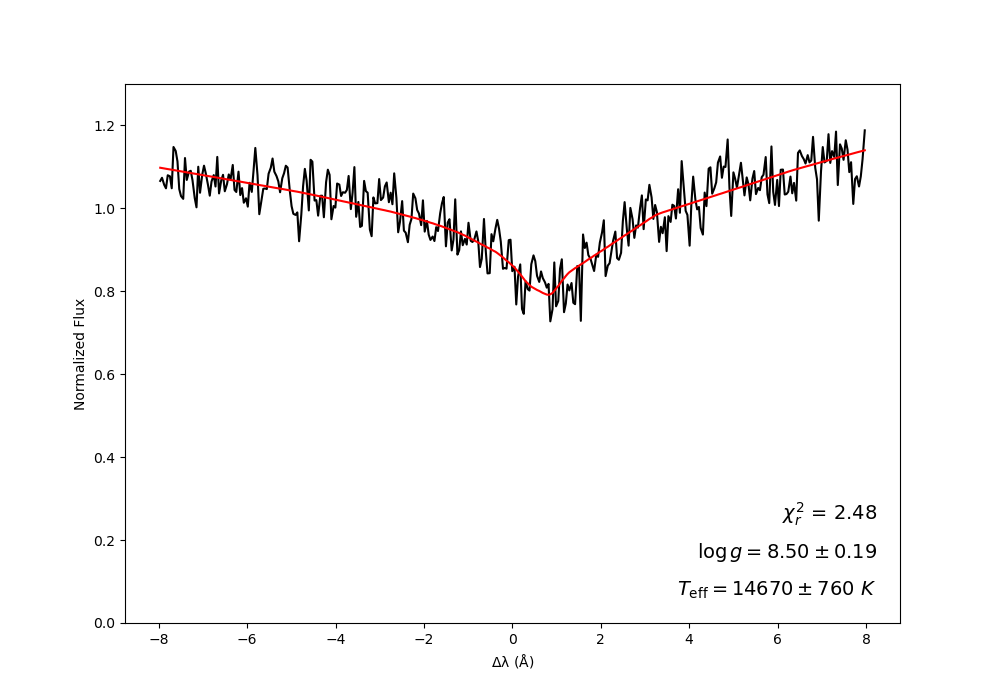 1.2
1.0
0.8
0.6
0.4
0.2
0.0
Normalized Flux
χ²ᵣ = 2.48
log g = 8.50 ± 0.19
T_eff = 14670 ± 760 K
−8 −6 −4 −2 0 2 4 6 8
Δλ (Å)